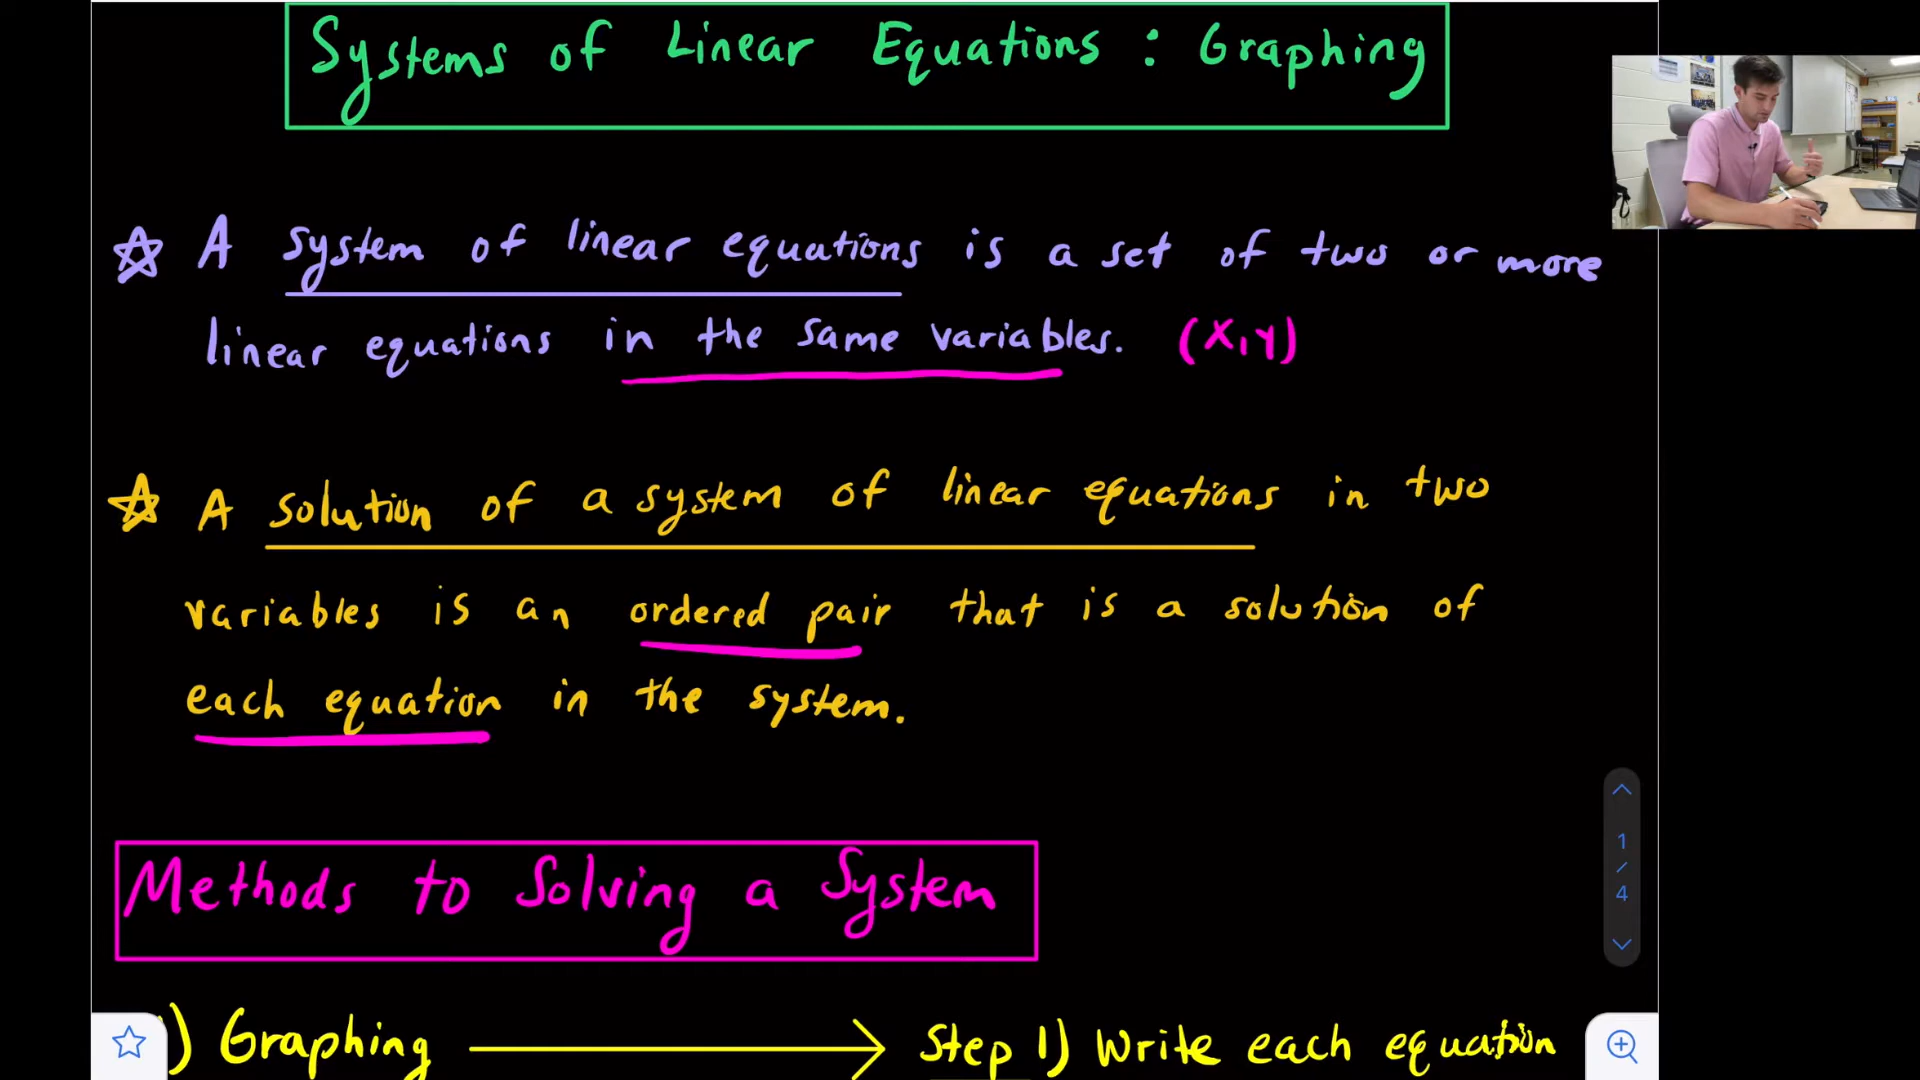 Systems of Linear Equations : Graphing
☆ A system of linear equations is a set of two or more
linear equations in the same variables. (X,Y)
☆ A solution of a system of linear equations in two
variables is an ordered pair that is a solution of
each equation in the system.
Methods to Solving a System
) Graphing → Step 1) Write each equation
1
/
4